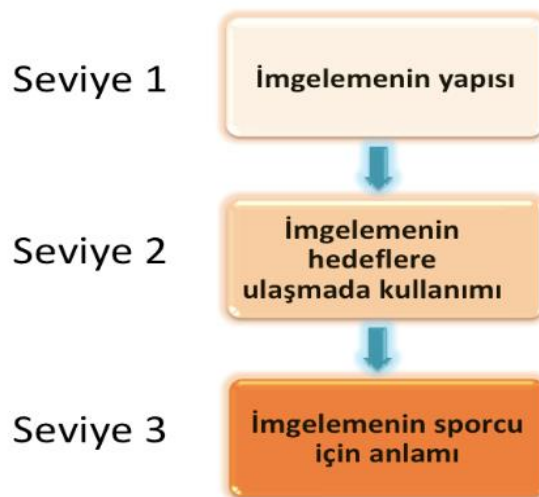 Seviye 1
İmgelemenin yapısı
Seviye 2
İmgelemenin
hedeflere
ulaşmada kullanımı
Seviye 3
İmgelemenin sporcu
için anlamı